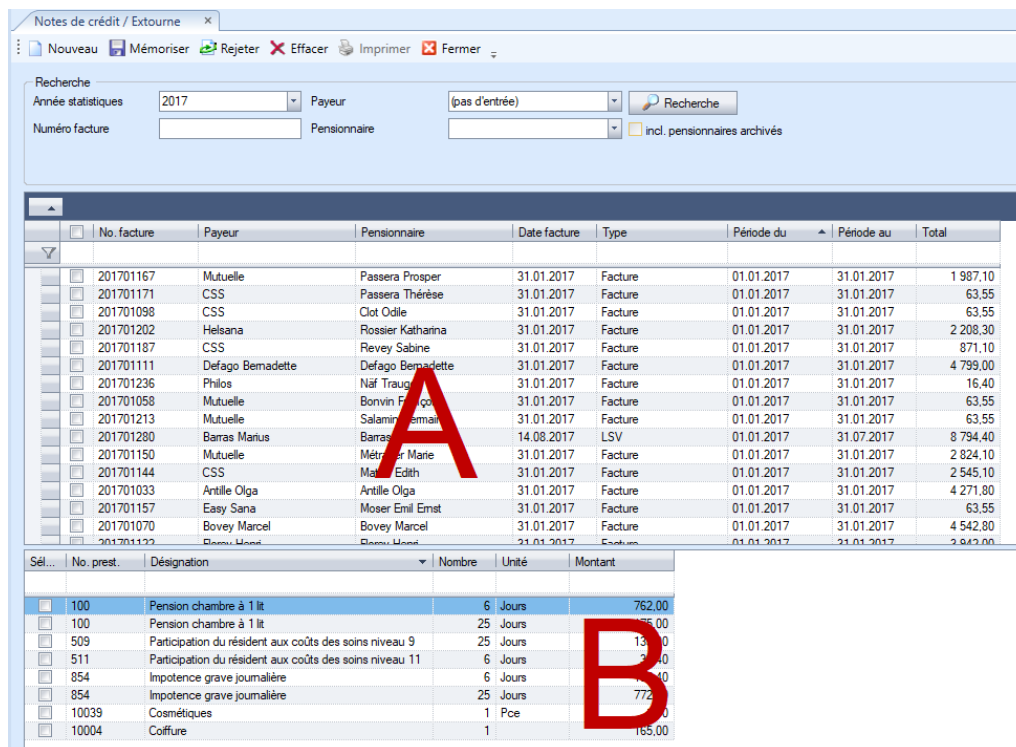 Notes de crédit / Extourne ×
Nouveau Mémoriser Rejeter Effacer Imprimer Fermer
Recherche
Année statistiques 2017 Payeur (pas d'entrée) Recherche
Numéro facture Pensionnaire incl. pensionnaires archivés
No. facture Payeur Pensionnaire Date facture Type Période du Période au Total
201701167 Mutuelle Passera Prosper 31.01.2017 Facture 01.01.2017 31.01.2017 1 987,10
201701171 CSS Passera Thérèse 31.01.2017 Facture 01.01.2017 31.01.2017 63,55
201701098 CSS Clot Odile 31.01.2017 Facture 01.01.2017 31.01.2017 63,55
201701202 Helsana Rossier Katharina 31.01.2017 Facture 01.01.2017 31.01.2017 2 208,30
201701187 CSS Revey Sabine 31.01.2017 Facture 01.01.2017 31.01.2017 871,10
201701111 Defago Bernadette Defago Bernadette 31.01.2017 Facture 01.01.2017 31.01.2017 4 799,00
201701236 Philos Näf 31.01.2017 Facture 01.01.2017 31.01.2017 16,40
201701058 Mutuelle Bonvin 31.01.2017 Facture 01.01.2017 31.01.2017 63,55
201701213 Mutuelle Salamin 31.01.2017 Facture 01.01.2017 31.01.2017 63,55
201701280 Barras Marius Barras 14.08.2017 LSV 01.01.2017 31.07.2017 8 794,40
201701150 Mutuelle Marie 31.01.2017 Facture 01.01.2017 31.01.2017 2 824,10
201701144 CSS Edith 31.01.2017 Facture 01.01.2017 31.01.2017 2 545,10
201701033 Antille Olga Antille Olga 31.01.2017 Facture 01.01.2017 31.01.2017 4 271,80
201701157 Easy Sana Moser Emil Ernst 31.01.2017 Facture 01.01.2017 31.01.2017 63,55
201701070 Bovey Marcel Bovey Marcel 31.01.2017 Facture 01.01.2017 31.01.2017 4 542,80
A
Sél... No. prest. Désignation Nombre Unité Montant
100 Pension chambre à 1 lit 6 Jours 762,00
100 Pension chambre à 1 lit 25 Jours
509 Participation du résident aux coûts des soins niveau 9 25 Jours
511 Participation du résident aux coûts des soins niveau 11 6 Jours
854 Impotence grave journalière 6 Jours
854 Impotence grave journalière 25 Jours
10039 Cosmétiques 1 Pce
10004 Coiffure 1 165,00
B